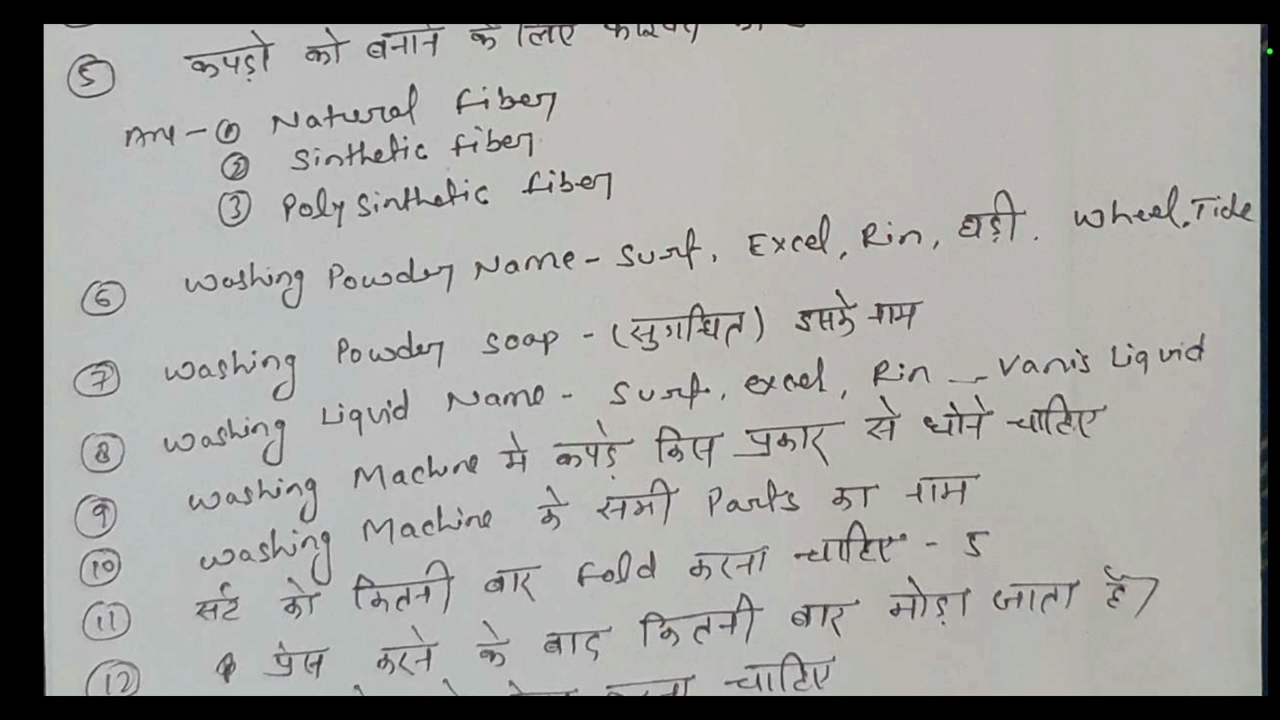 ⑤ कपड़ो को बनाने के लिए
Ans - ① Natural fiber
② Sinthetic fiber
③ Poly sinthetic fiber
⑥ Washing Powder Name - Surf, Excel, Rin, घड़ी. Wheel, Tide
⑦ Washing Powder Soap - (सुगन्धित) इसके नाम
⑧ Washing Liquid Name - Surf, excel, Rin - Vanis Liquid
⑨ Washing Machine मे कपड़े किस प्रकार से धोने चाहिए
⑩ Washing Machine के सभी Parts का नाम
⑪ सर्ट को कितनी बार Fold करना चाहिए - 5
⑫ प्रेस करने के बाद कितनी बार मोड़ा जाता है
करना चाहिए